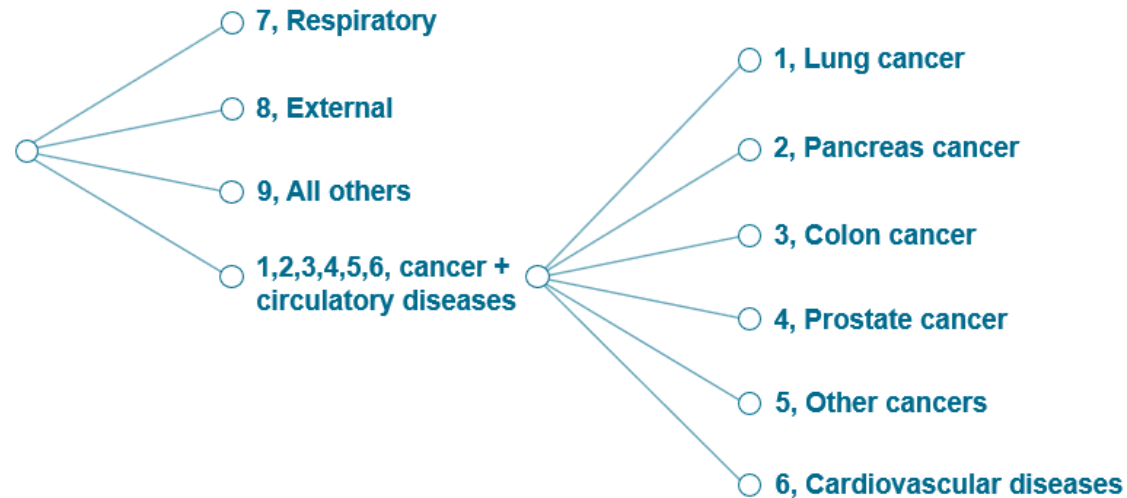 7, Respiratory
8, External
9, All others
1,2,3,4,5,6, cancer +
circulatory diseases
1, Lung cancer
2, Pancreas cancer
3, Colon cancer
4, Prostate cancer
5, Other cancers
6, Cardiovascular diseases